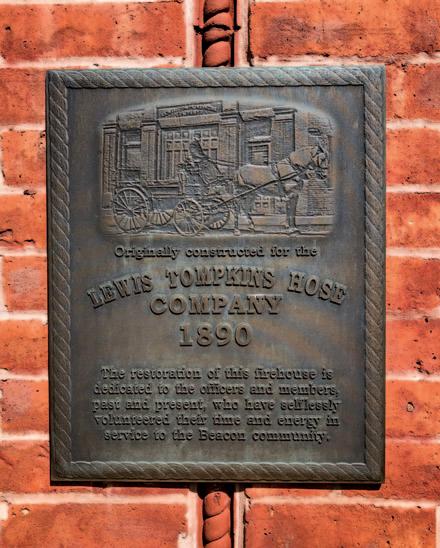 Originally constructed for the
LEWIS TOMPKINS HOSE
COMPANY
1890
The restoration of this firehouse is
dedicated to the officers and members,
past and present, who have selflessly
volunteered their time and energy in
service to the Beacon community.